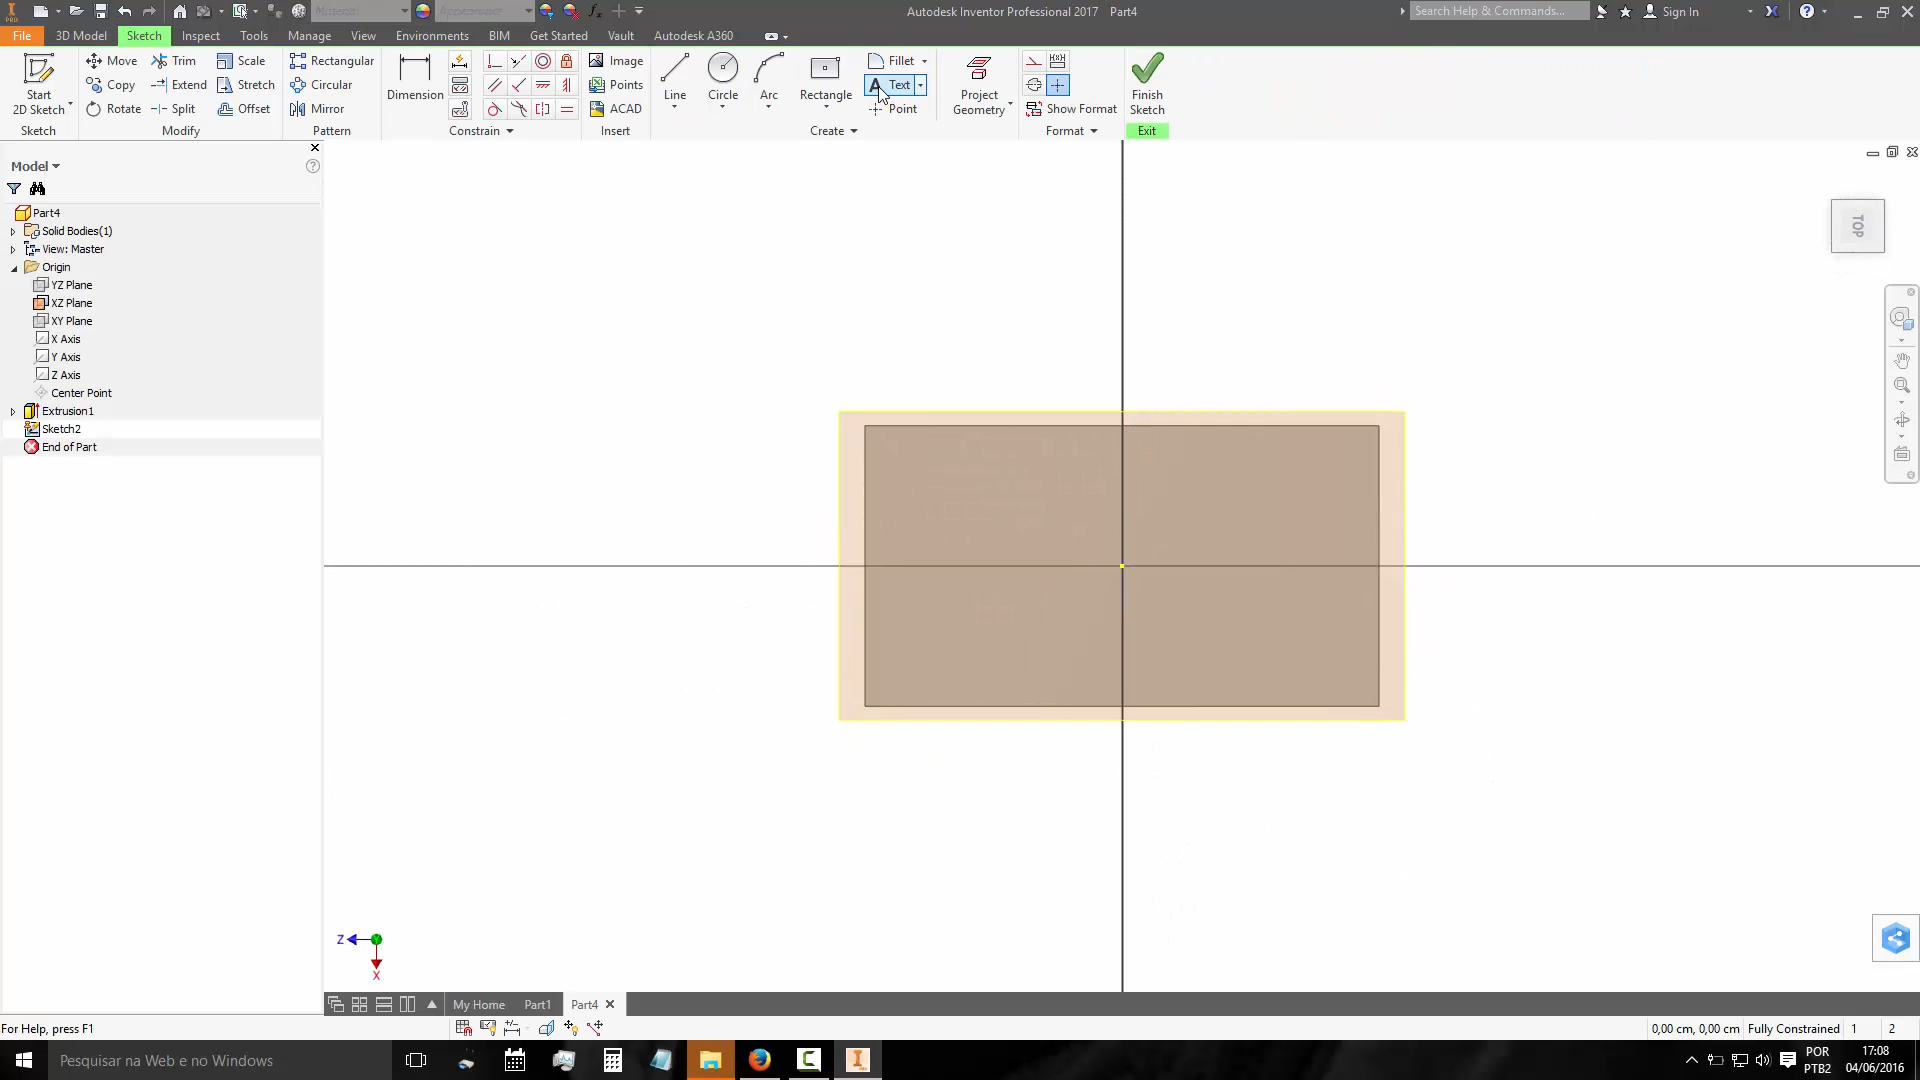 PRO
Material
Appearance
fx
Autodesk Inventor Professional 2017 Part4
Search Help & Commands...
Sign In
File
3D Model
Sketch
Inspect
Tools
Manage
View
Environments
BIM
Get Started
Vault
Autodesk A360
Start
2D Sketch
Move
Trim
Scale
Copy
Extend
Stretch
Rotate
Split
Offset
Rectangular
Circular
Mirror
Dimension
Image
Points
ACAD
Line
Circle
Arc
Rectangle
Fillet
Text
Point
Project
Geometry
Show Format
Finish
Sketch
Sketch
Modify
Pattern
Constrain
Insert
Create
Format
Exit
Model
Part4
Solid Bodies(1)
View: Master
Origin
YZ Plane
XZ Plane
XY Plane
X Axis
Y Axis
Z Axis
Center Point
Extrusion1
Sketch2
End of Part
TOP
Z
X
My Home
Part1
Part4
For Help, press F1
0,00 cm, 0,00 cm
Fully Constrained
1
2
Pesquisar na Web e no Windows
POR
PTB2
17:08
04/06/2016